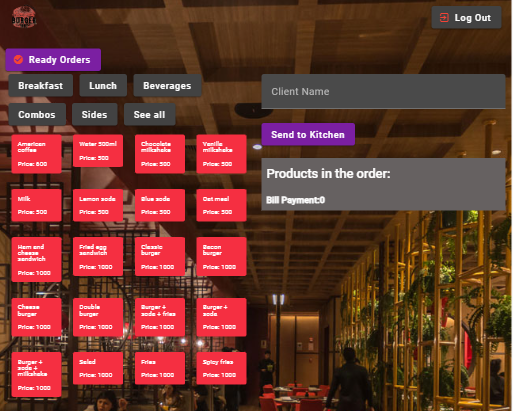 BURGER
Log Out
Ready Orders
Breakfast
Lunch
Beverages
Combos
Sides
See all
Client Name
Send to Kitchen
Products in the order:
Bill Payment:0
American
coffee
Price: 600
Water 500ml
Price: 500
Chocolate
milkshake
Price: 500
Vanilla
milkshake
Price: 500
Milk
Price: 500
Lemon soda
Price: 500
Blue soda
Price: 500
Oat meal
Price: 500
Ham and
cheese
sandwich
Price: 1000
Fried egg
sandwich
Price: 1000
Classic
burger
Price: 1000
Bacon
burger
Price: 1000
Cheese
burger
Price: 1000
Double
burger
Price: 1000
Burger +
soda + fries
Price: 1000
Burger +
soda
Price: 1000
Burger +
soda +
milkshake
Price: 1000
Salad
Price: 1000
Fries
Price: 1000
Spicy fries
Price: 1000